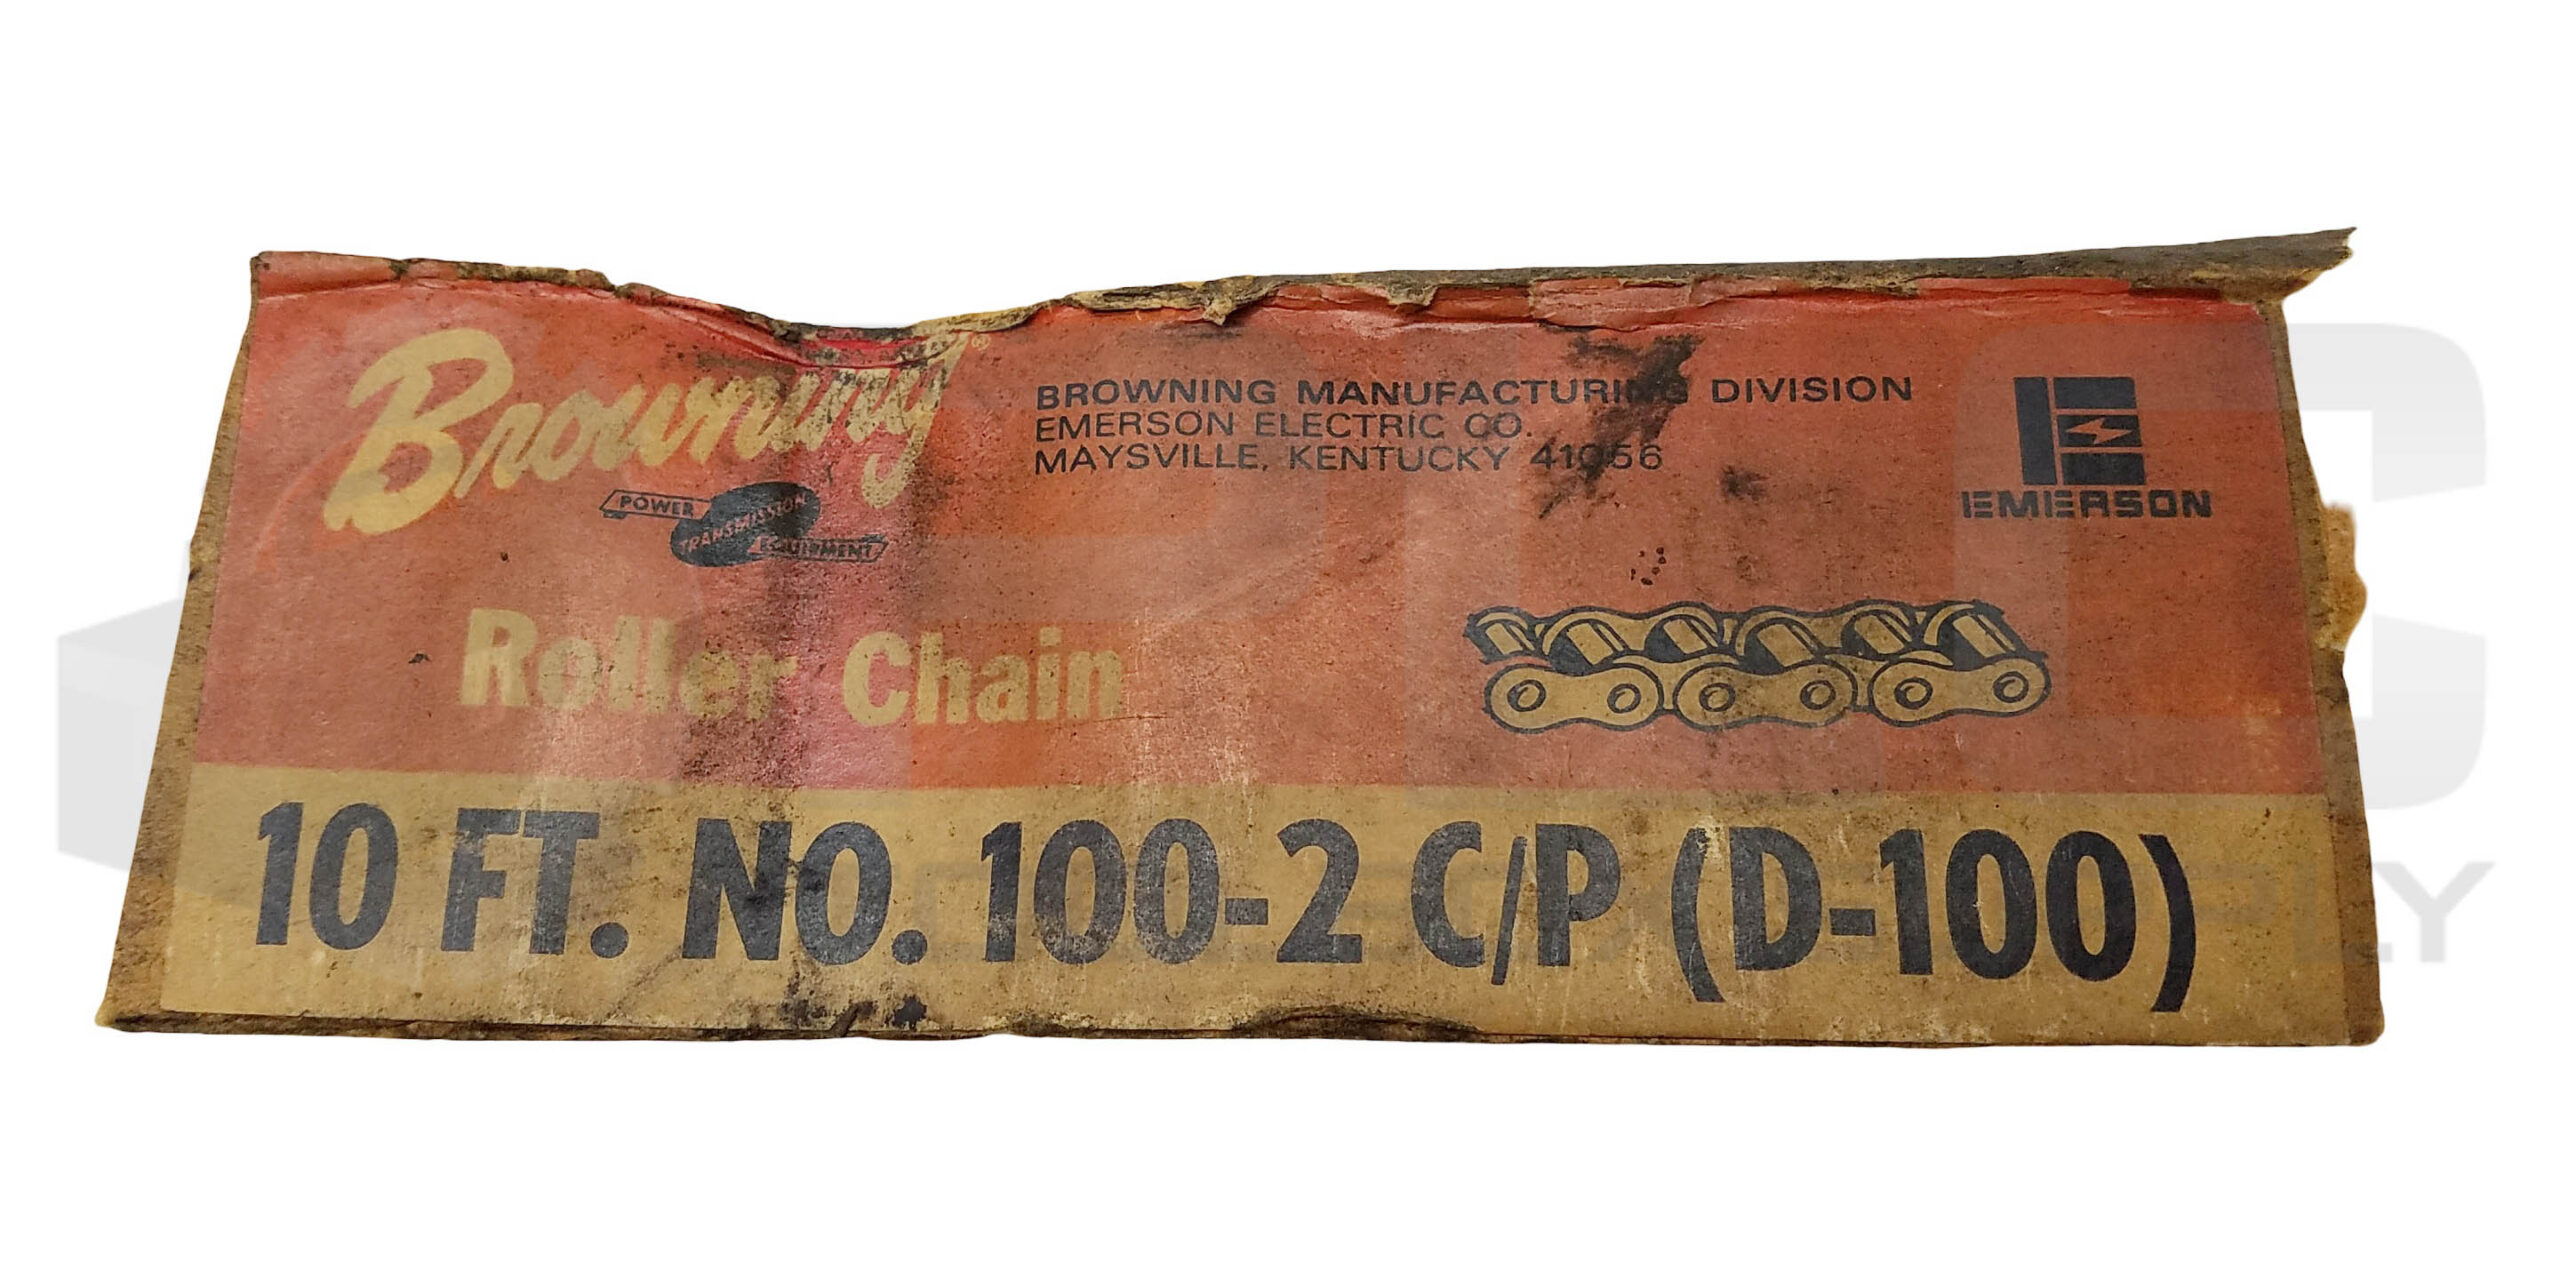 Browning®
BROWNING MANUFACTURING DIVISION
EMERSON ELECTRIC CO.
MAYSVILLE, KENTUCKY 41056
EMERSON
POWER
TRANSMISSION
EQUIPMENT
Roller Chain
10 FT. NO. 100-2 C/P (D-100)